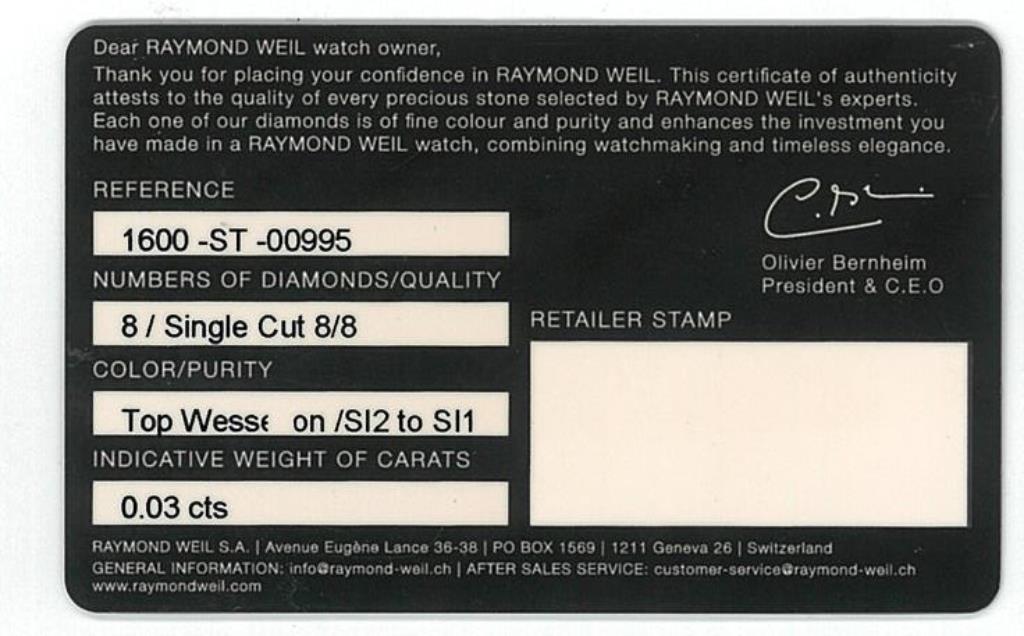 Dear RAYMOND WEIL watch owner,
Thank you for placing your confidence in RAYMOND WEIL. This certificate of authenticity
attests to the quality of every precious stone selected by RAYMOND WEIL's experts.
Each one of our diamonds is of fine colour and purity and enhances the investment you
have made in a RAYMOND WEIL watch, combining watchmaking and timeless elegance.
REFERENCE
1600 -ST -00995
NUMBERS OF DIAMONDS/QUALITY
8 / Single Cut 8/8
COLOR/PURITY
Top on /SI2 to SI1
INDICATIVE WEIGHT OF CARATS
0.03 cts
Olivier Bernheim
President & C.E.O
RETAILER STAMP
RAYMOND WEIL S.A. | Avenue Eugène Lance 36-38 | PO BOX 1569 | 1211 Geneva 26 | Switzerland
GENERAL INFORMATION: info@raymond-weil.ch | AFTER SALES SERVICE: customer-service@raymond-weil.ch
www.raymondweil.com